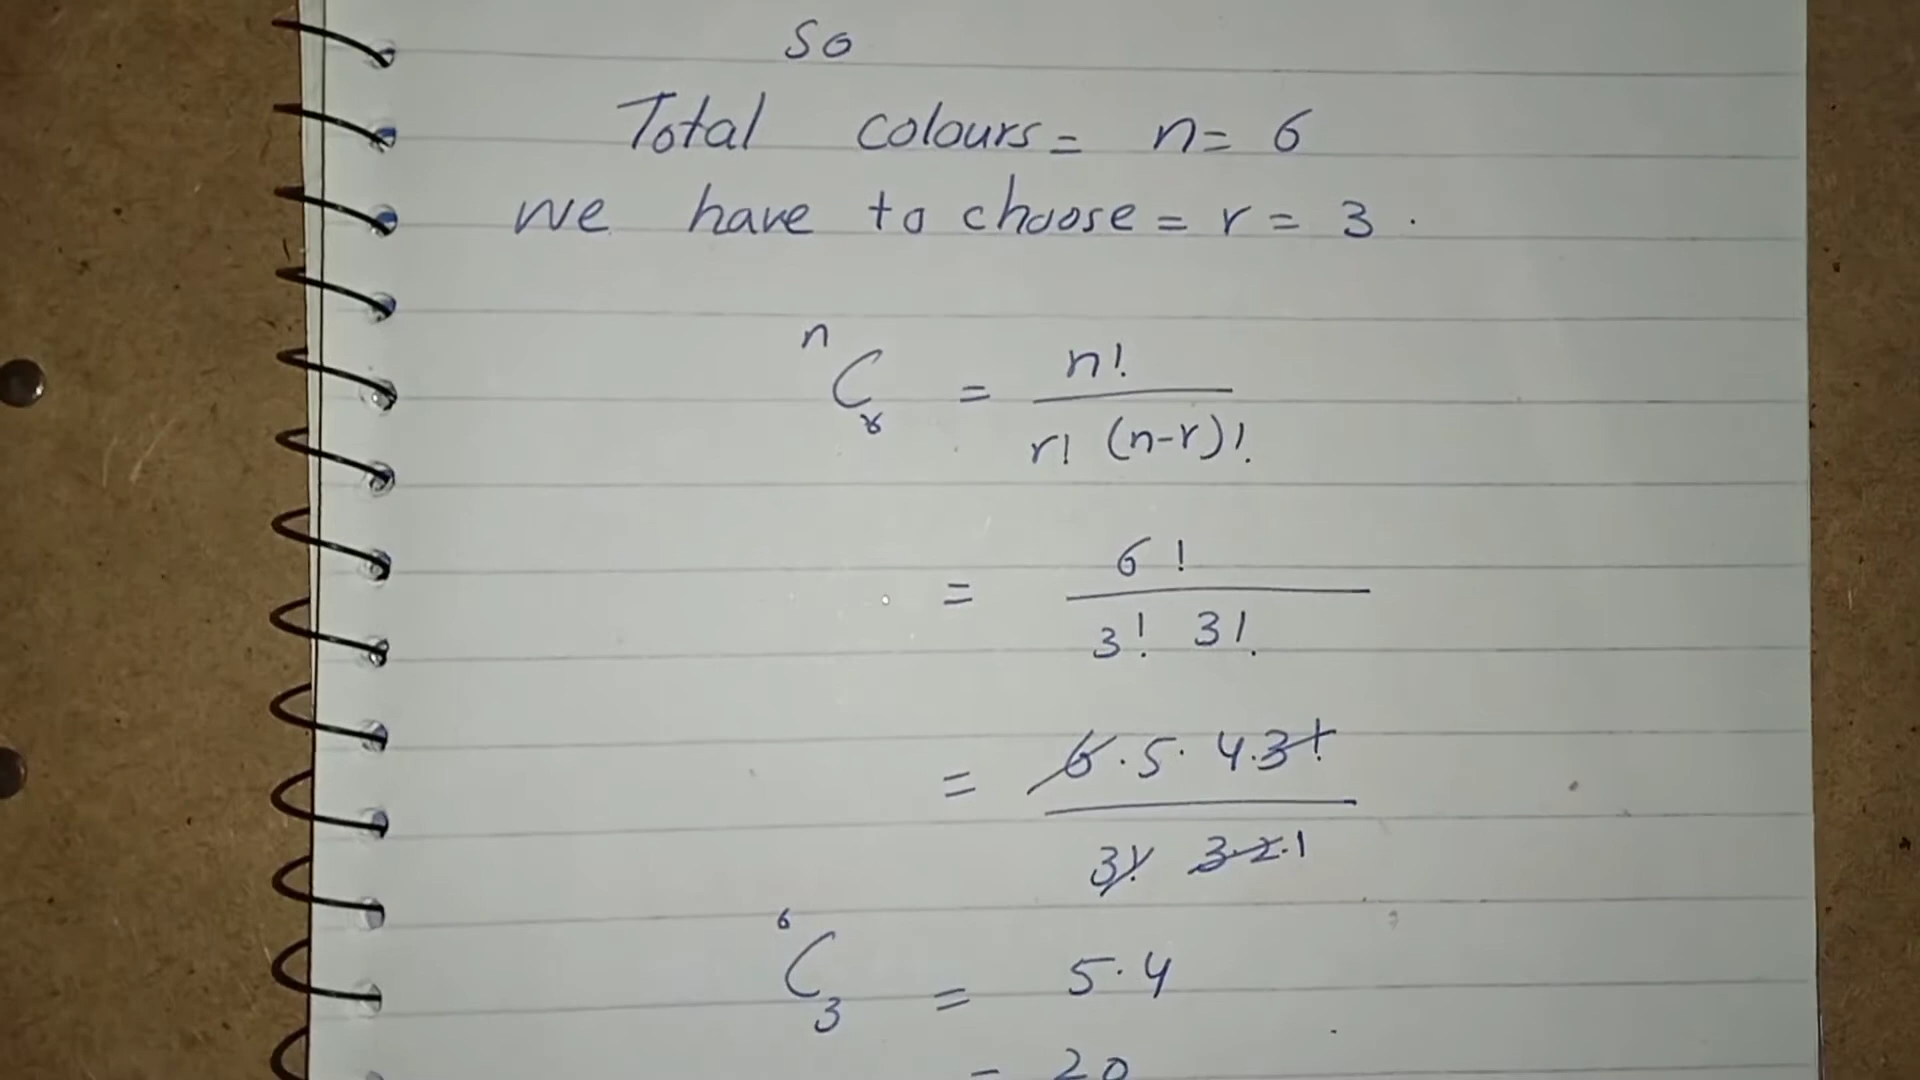 so
Total colours = n = 6
we have to choose = r = 3 .
nCr = n! / r! (n-r)!
= 6! / 3! 3!
= 6 · 5 · 4 · 3! / 3! 3·2·1
6C3 = 5·4
= 20